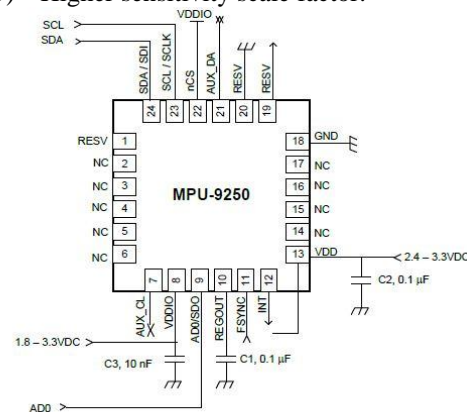 Higher sensitivity scale factor.
VDDIO
SCL
SDA
SDA / SDI
SCL / SCLK
nCS
AUX_DA
RESV
RESV
24
23
22
21
20
19
RESV 1
NC 2
NC 3
NC 4
NC 5
NC 6
MPU-9250
18 GND
17 NC
16 NC
15 NC
14 NC
13 VDD
2.4 – 3.3VDC
C2, 0.1 µF
7
8
9
10
11
12
AUX_CL
VDDIO
AD0/SDO
REGOUT
FSYNC
INT
1.8 – 3.3VDC
C3, 10 nF
C1, 0.1 µF
AD0